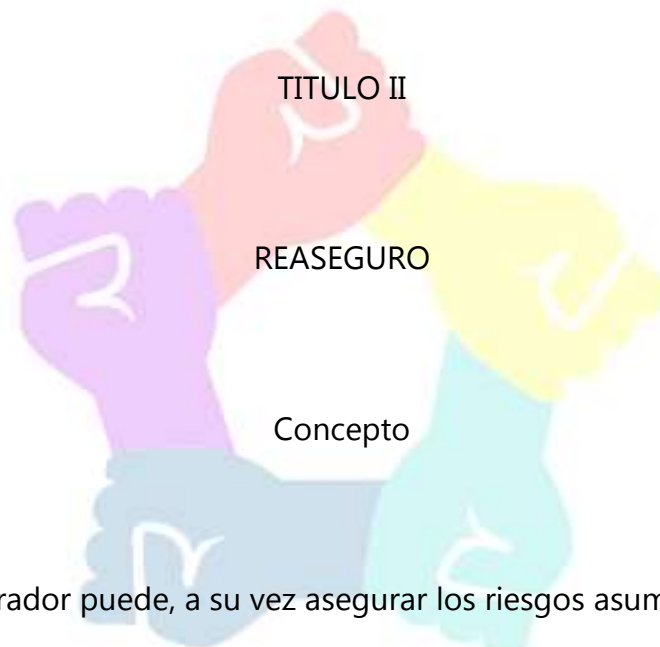 TITULO II
REASEGURO
Concepto
rador puede, a su vez asegurar los riesgos asum